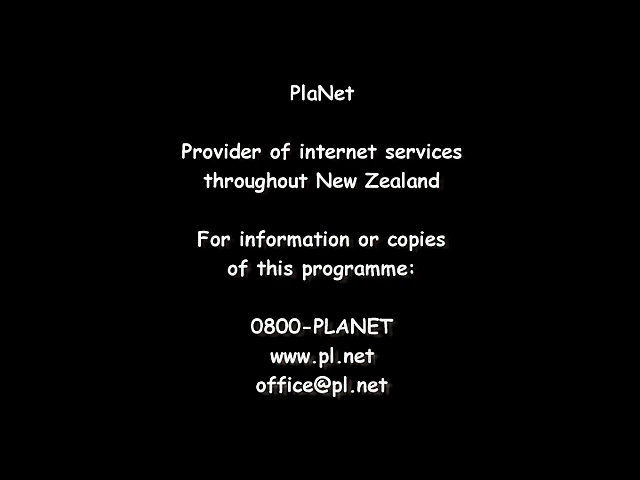 PlaNet
Provider of internet services
throughout New Zealand
For information or copies
of this programme:
0800-PLANET
www.pl.net
office@pl.net